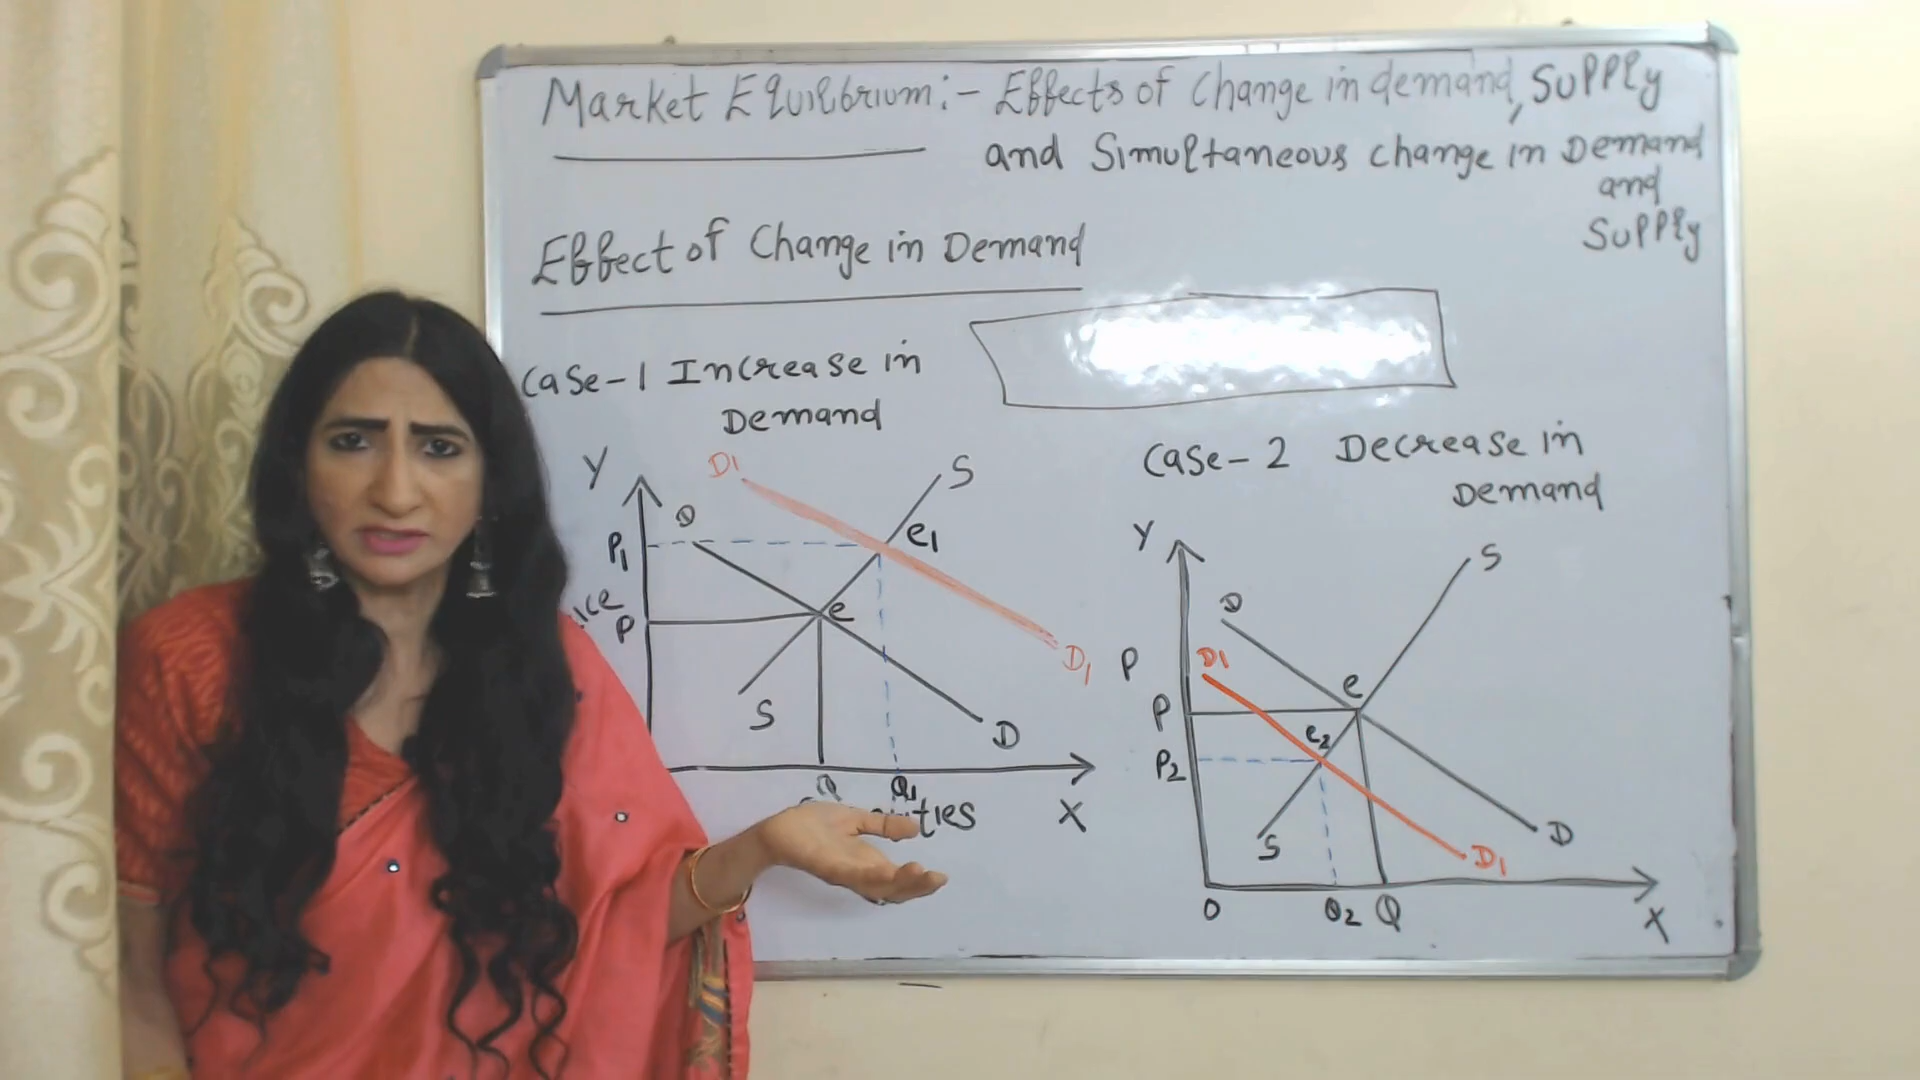 Market Equilibrium:- Effects of Change in demand, Supply
and Simultaneous change in Demand
and
Supply
Effect of Change in Demand
Case-1 Increase in
Demand
Case-2 Decrease in
Demand
Y
D1
S
D
P1
e1
P
e
D1
S
D
Q
Q1
X
Y
S
D
D1
P
P
e
e2
P2
S
D
D1
O
Q2
Q
X